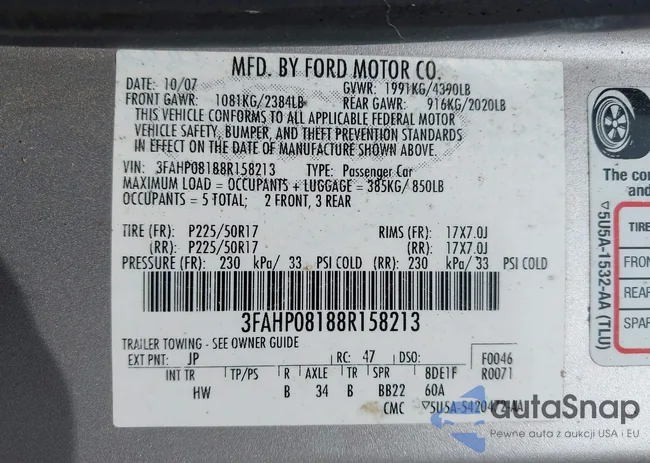 MFD. BY FORD MOTOR CO.
DATE: 10/07 GVWR: 1991KG/4390LB
FRONT GAWR: 1081KG/2384LB REAR GAWR: 916KG/2020LB
THIS VEHICLE CONFORMS TO ALL APPLICABLE FEDERAL MOTOR
VEHICLE SAFETY, BUMPER, AND THEFT PREVENTION STANDARDS
IN EFFECT ON THE DATE OF MANUFACTURE SHOWN ABOVE.
VIN: 3FAHP08188R158213 TYPE: Passenger Car
MAXIMUM LOAD = OCCUPANTS + LUGGAGE = 385KG/ 850LB
OCCUPANTS = 5 TOTAL; 2 FRONT, 3 REAR
TIRE (FR): P225/50R17 RIMS (FR): 17X7.0J
(RR): P225/50R17 (RR): 17X7.0J
PRESSURE (FR): 230 kPa/ 33 PSI COLD (RR): 230 kPa/ 33 PSI COLD
3FAHP08188R158213
TRAILER TOWING - SEE OWNER GUIDE
EXT PNT: JP RC: 47 DSO: F0046
INT TR TP/PS R AXLE TR SPR 8DE1F R0071
HW B 34 B BB22 60A
CMC
The co
and
5U5A-1532-AA (TLU)
TIRE
FRON
REAR
SPAR
autoSnap
Pewne auto z aukcji USA i EU